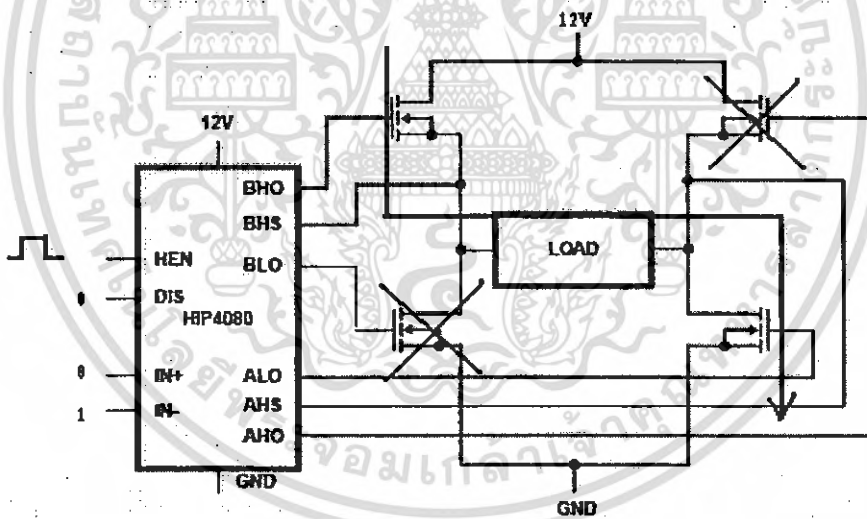 12V
12V
BHO
BHS
HEN
BLO
LOAD
0
DIS
HIP4080
0
IN+
ALO
1
IN-
AHS
AHO
GND
GND